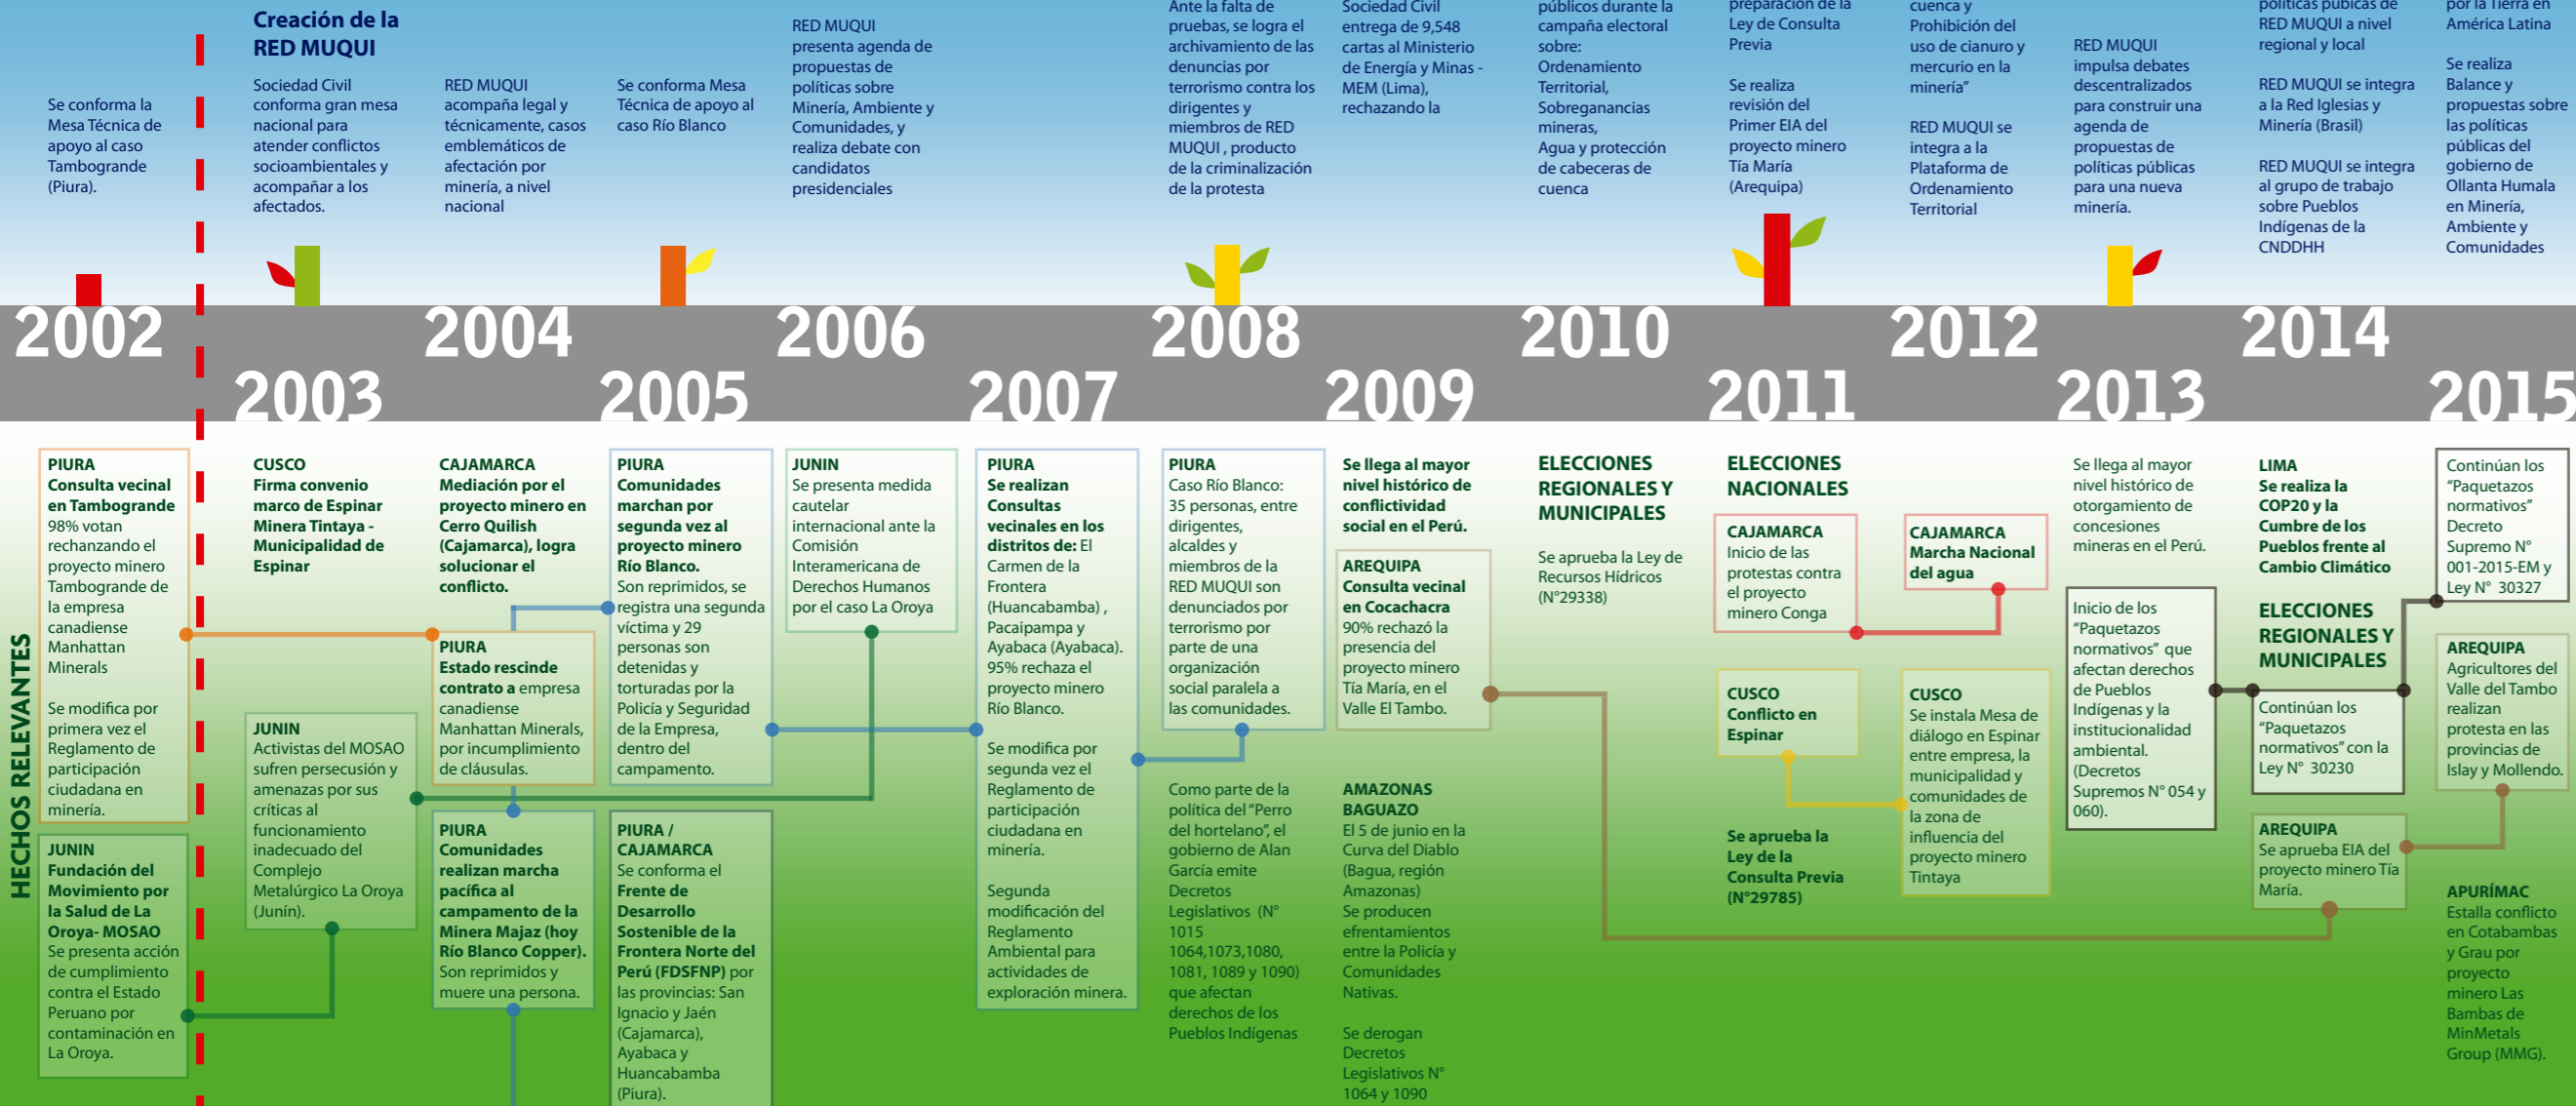 Creación de la
RED MUQUI
Se conforma la
Mesa Técnica de
apoyo al caso
Tambogrande
(Piura).
Sociedad Civil
conforma gran mesa
nacional para
atender conflictos
socioambientales y
acompañar a los
afectados.
RED MUQUI
acompaña legal y
técnicamente, casos
emblemáticos de
afectación por
minería, a nivel
nacional
Se conforma Mesa
Técnica de apoyo al
caso Río Blanco
RED MUQUI
presenta agenda de
propuestas de
políticas sobre
Minería, Ambiente y
Comunidades, y
realiza debate con
candidatos
presidenciales
Ante la falta de
pruebas, se logra el
archivamiento de las
denuncias por
terrorismo contra los
dirigentes y
miembros de RED
MUQUI , producto
de la criminalización
de la protesta
Sociedad Civil
entrega de 9,548
cartas al Ministerio
de Energía y Minas -
MEM (Lima),
rechazando la
públicos durante la
campaña electoral
sobre:
Ordenamiento
Territorial,
Sobreganancias
mineras,
Agua y protección
de cabeceras de
cuenca
preparación de la
Ley de Consulta
Previa
Se realiza
revisión del
Primer EIA del
proyecto minero
Tía María
(Arequipa)
cuenca y
Prohibición del
uso de cianuro y
mercurio en la
minería”
RED MUQUI se
integra a la
Plataforma de
Ordenamiento
Territorial
RED MUQUI
impulsa debates
descentralizados
para construir una
agenda de
propuestas de
políticas públicas
para una nueva
minería.
políticas púbicas de
RED MUQUI a nivel
regional y local
RED MUQUI se integra
a la Red Iglesias y
Minería (Brasil)
RED MUQUI se integra
al grupo de trabajo
sobre Pueblos
Indígenas de la
CNDDHH
por la Tierra en
América Latina
Se realiza
Balance y
propuestas sobre
las políticas
públicas del
gobierno de
Ollanta Humala
en Minería,
Ambiente y
Comunidades
2002
2003
2004
2005
2006
2007
2008
2009
2010
2011
2012
2013
2014
2015
HECHOS RELEVANTES
PIURA
Consulta vecinal
en Tambogrande
98% votan
rechanzando el
proyecto minero
Tambogrande de
la empresa
canadiense
Manhattan
Minerals
Se modifica por
primera vez el
Reglamento de
participación
ciudadana en
minería.
JUNIN
Fundación del
Movimiento por
la Salud de La
Oroya- MOSAO
Se presenta acción
de cumplimiento
contra el Estado
Peruano por
contaminación en
La Oroya.
CUSCO
Firma convenio
marco de Espinar
Minera Tintaya -
Municipalidad de
Espinar
JUNIN
Activistas del MOSAO
sufren persecusión y
amenazas por sus
críticas al
funcionamiento
inadecuado del
Complejo
Metalúrgico La Oroya
(Junín).
CAJAMARCA
Mediación por el
proyecto minero en
Cerro Quilish
(Cajamarca), logra
solucionar el
conflicto.
PIURA
Estado rescinde
contrato a empresa
canadiense
Manhattan Minerals,
por incumplimiento
de cláusulas.
PIURA
Comunidades
realizan marcha
pacífica al
campamento de la
Minera Majaz (hoy
Río Blanco Copper).
Son reprimidos y
muere una persona.
PIURA
Comunidades
marchan por
segunda vez al
proyecto minero
Río Blanco.
Son reprimidos, se
registra una segunda
víctima y 29
personas son
detenidas y
torturadas por la
Policía y Seguridad
de la Empresa,
dentro del
campamento.
PIURA /
CAJAMARCA
Se conforma el
Frente de
Desarrollo
Sostenible de la
Frontera Norte del
Perú (FDSFNP) por
las provincias: San
Ignacio y Jaén
(Cajamarca),
Ayabaca y
Huancabamba
(Piura).
JUNIN
Se presenta medida
cautelar
internacional ante la
Comisión
Interamericana de
Derechos Humanos
por el caso La Oroya
PIURA
Se realizan
Consultas
vecinales en los
distritos de: El
Carmen de la
Frontera
(Huancabamba) ,
Pacaipampa y
Ayabaca (Ayabaca).
95% rechaza el
proyecto minero
Río Blanco.
Se modifica por
segunda vez el
Reglamento de
participación
ciudadana en
minería.
Segunda
modificación del
Reglamento
Ambiental para
actividades de
exploración minera.
PIURA
Caso Río Blanco:
35 personas, entre
dirigentes,
alcaldes y
miembros de la
RED MUQUI son
denunciados por
terrorismo por
parte de una
organización
social paralela a
las comunidades.
Como parte de la
política del “Perro
del hortelano”, el
gobierno de Alan
García emite
Decretos
Legislativos (N°
1015
1064,1073,1080,
1081, 1089 y 1090)
que afectan
derechos de los
Pueblos Indígenas
Se llega al mayor
nivel histórico de
conflictividad
social en el Perú.
AREQUIPA
Consulta vecinal
en Cocachacra
90% rechazó la
presencia del
proyecto minero
Tía María, en el
Valle El Tambo.
AMAZONAS
BAGUAZO
El 5 de junio en la
Curva del Diablo
(Bagua, región
Amazonas)
Se producen
efrentamientos
entre la Policía y
Comunidades
Nativas.
Se derogan
Decretos
Legislativos N°
1064 y 1090
ELECCIONES
REGIONALES Y
MUNICIPALES
Se aprueba la Ley de
Recursos Hídricos
(N°29338)
ELECCIONES
NACIONALES
CAJAMARCA
Inicio de las
protestas contra
el proyecto
minero Conga
CUSCO
Conflicto en
Espinar
Se aprueba la
Ley de la
Consulta Previa
(N°29785)
CAJAMARCA
Marcha Nacional
del agua
CUSCO
Se instala Mesa de
diálogo en Espinar
entre empresa, la
municipalidad y
comunidades de
la zona de
influencia del
proyecto minero
Tintaya
Se llega al mayor
nivel histórico de
otorgamiento de
concesiones
mineras en el Perú.
Inicio de los
“Paquetazos
normativos” que
afectan derechos
de Pueblos
Indígenas y la
institucionalidad
ambiental.
(Decretos
Supremos N° 054 y
060).
LIMA
Se realiza la
COP20 y la
Cumbre de los
Pueblos frente al
Cambio Climático
ELECCIONES
REGIONALES Y
MUNICIPALES
Continúan los
“Paquetazos
normativos” con la
Ley N° 30230
AREQUIPA
Se aprueba EIA del
proyecto minero Tía
María.
Continúan los
“Paquetazos
normativos”
Decreto
Supremo N°
001-2015-EM y
Ley N° 30327
AREQUIPA
Agricultores del
Valle del Tambo
realizan
protesta en las
provincias de
Islay y Mollendo.
APURÍMAC
Estalla conflicto
en Cotabambas
y Grau por
proyecto
minero Las
Bambas de
MinMetals
Group (MMG).